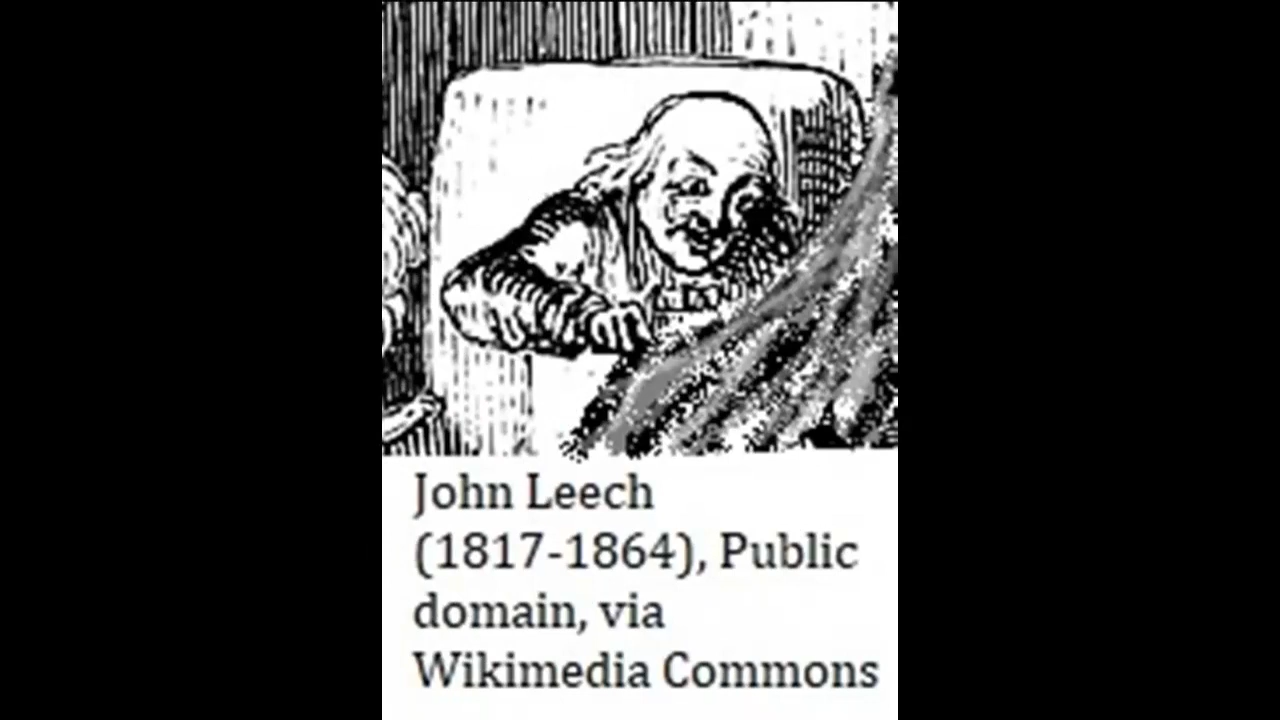 John Leech
(1817-1864), Public
domain, via
Wikimedia Commons